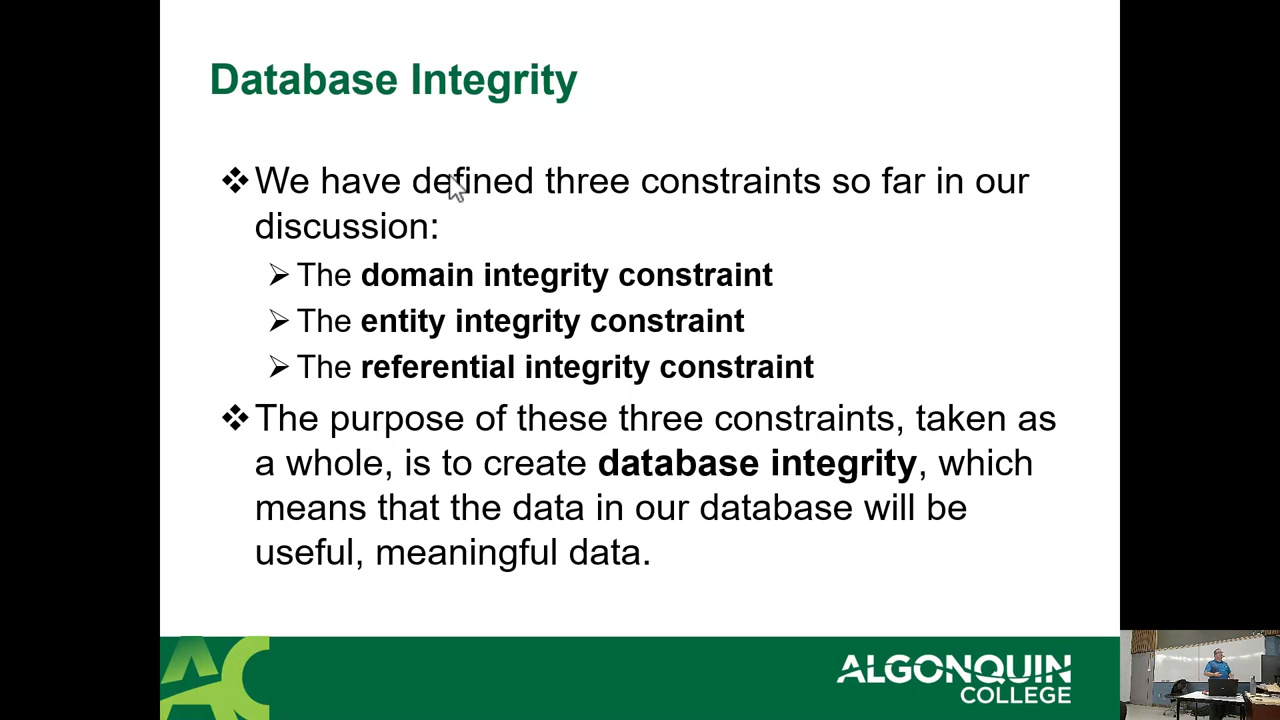 Database Integrity
❖ We have defined three constraints so far in our
discussion:
➢ The domain integrity constraint
➢ The entity integrity constraint
➢ The referential integrity constraint
❖ The purpose of these three constraints, taken as
a whole, is to create database integrity, which
means that the data in our database will be
useful, meaningful data.
AC
ALGONQUIN
COLLEGE